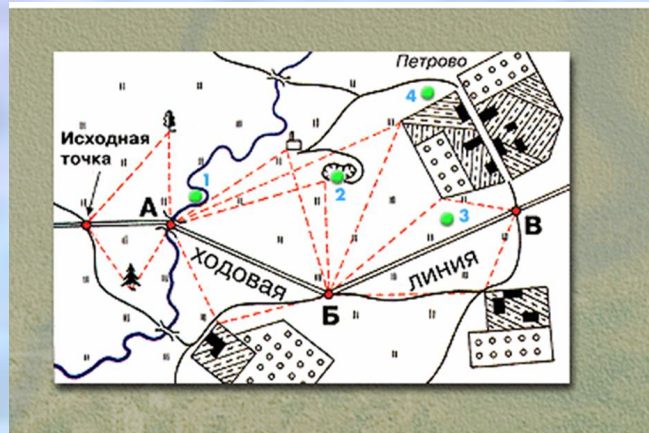 Петрово
4
Исходная
точка
1
А
2
3
В
ХОДОВАЯ
ЛИНИЯ
Б